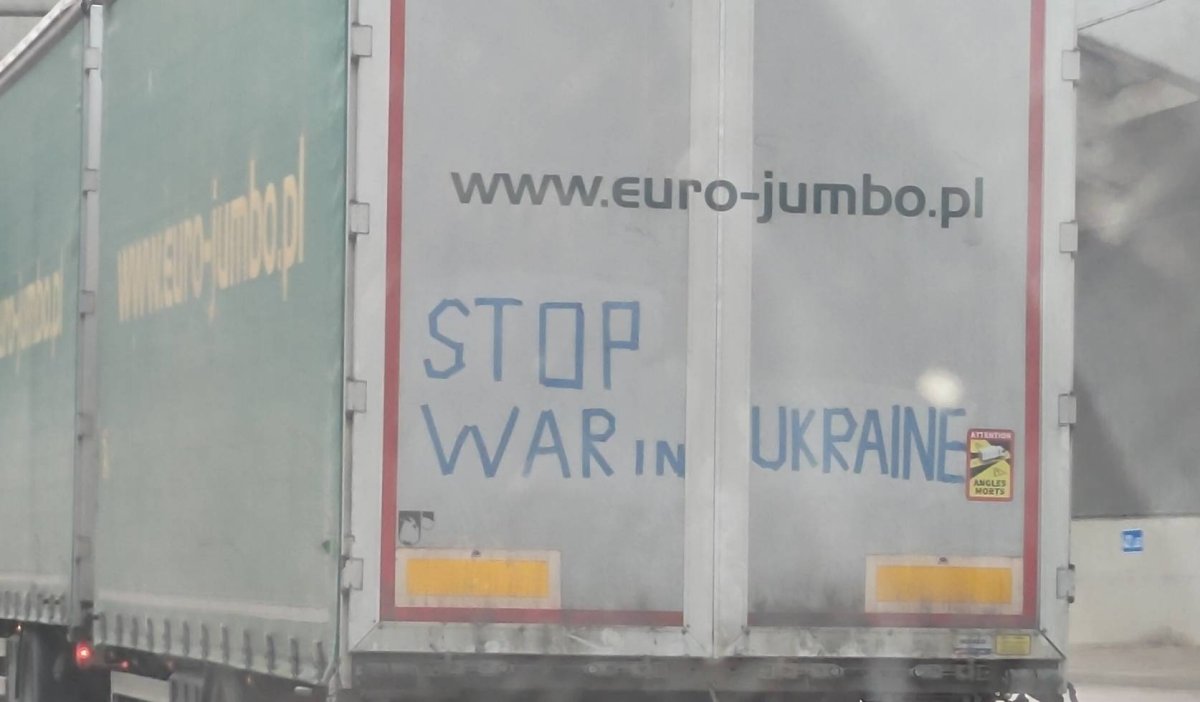 www.euro-jumbo.pl
www.euro-jumbo.pl
STOP
WAR IN UKRAINE
ATTENTION
ANGLES
MORTS